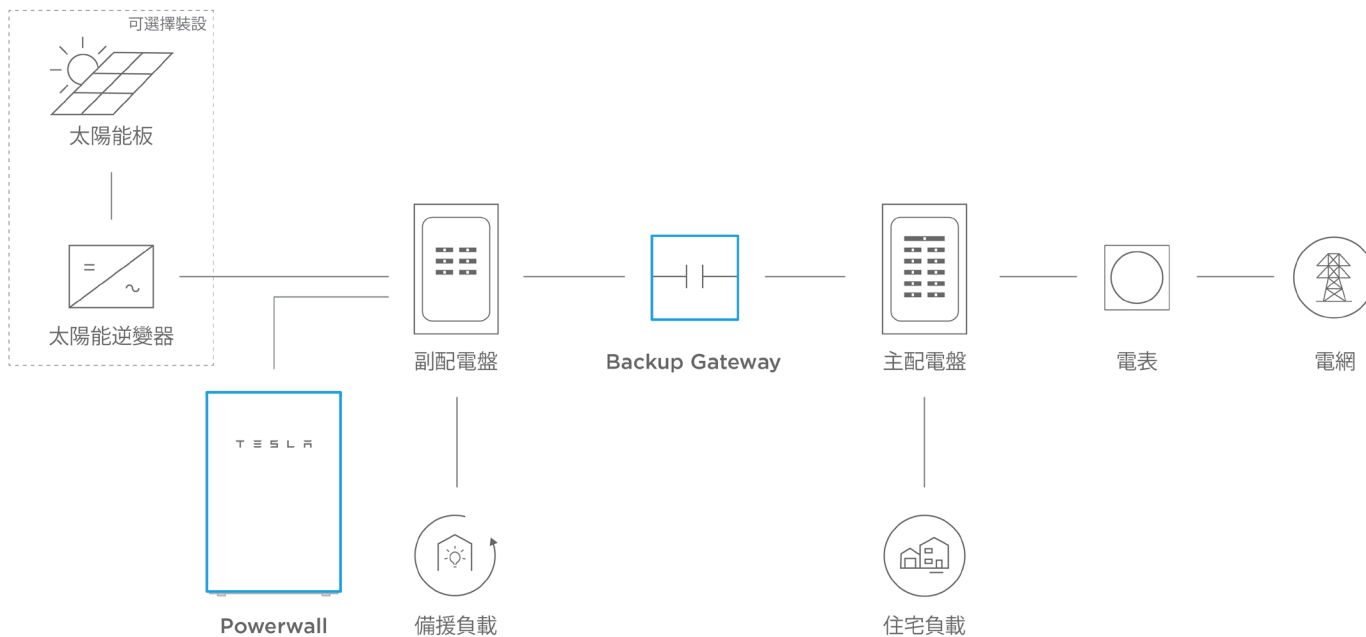 可選擇裝設
太陽能板
太陽能逆變器
副配電盤
Backup Gateway
主配電盤
電表
電網
TESLA
Powerwall
備援負載
住宅負載